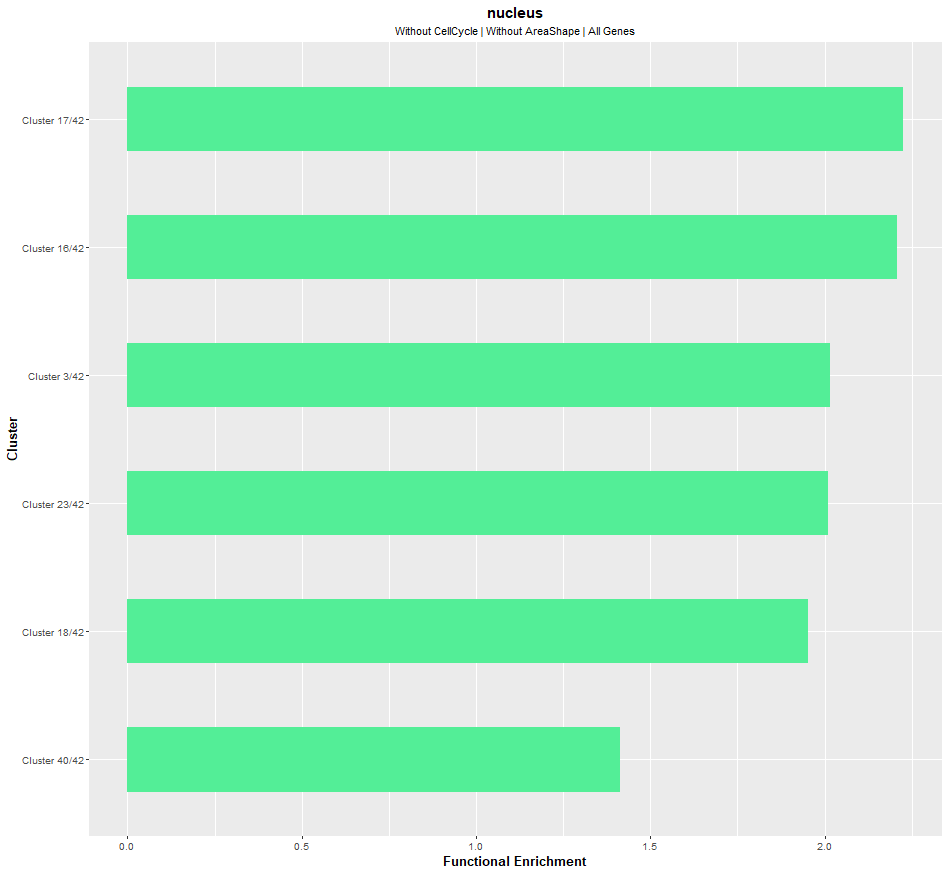 nucleus
Without CellCycle | Without AreaShape | All Genes
Cluster
Cluster 17/42
Cluster 16/42
Cluster 3/42
Cluster 23/42
Cluster 18/42
Cluster 40/42
0.0 0.5 1.0 1.5 2.0
Functional Enrichment